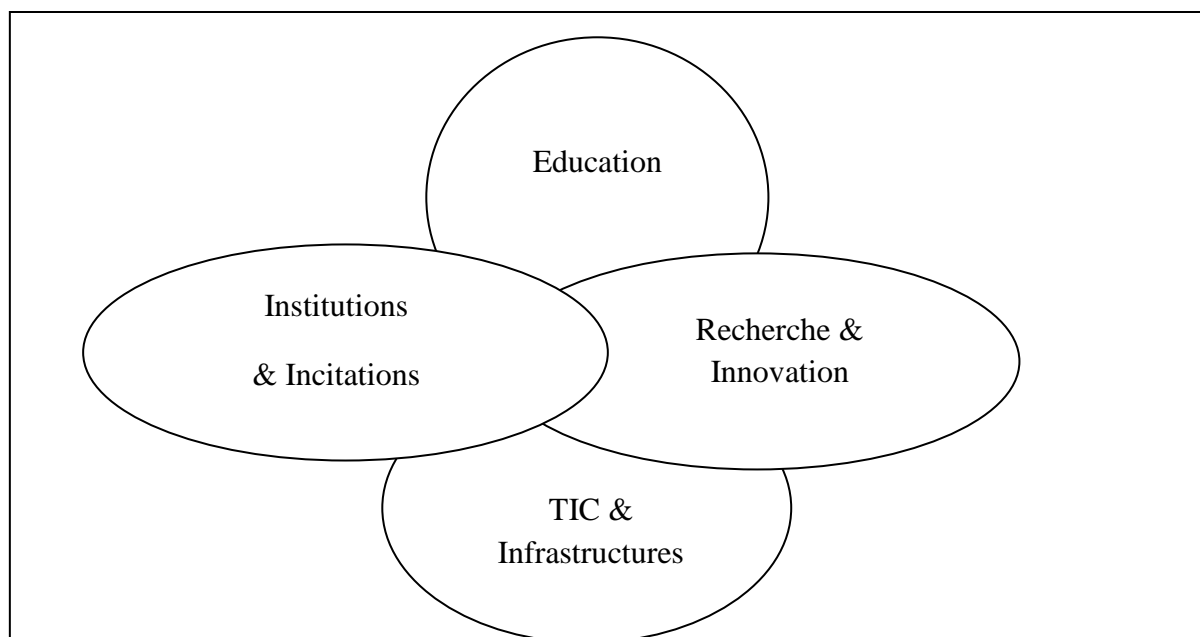 Education
Institutions
& Incitations
Recherche &
Innovation
TIC &
Infrastructures